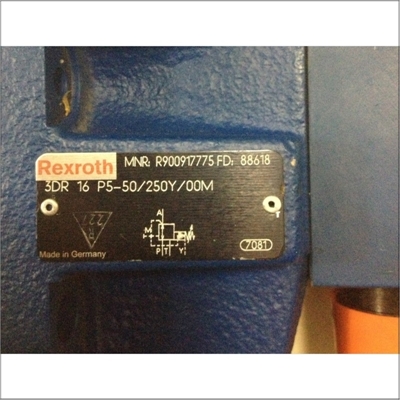 Rexroth MNR: R900917775 FD: 88618
3DR 16 P5-50/250Y/00M
A
M
P T Y
7081
Made in Germany